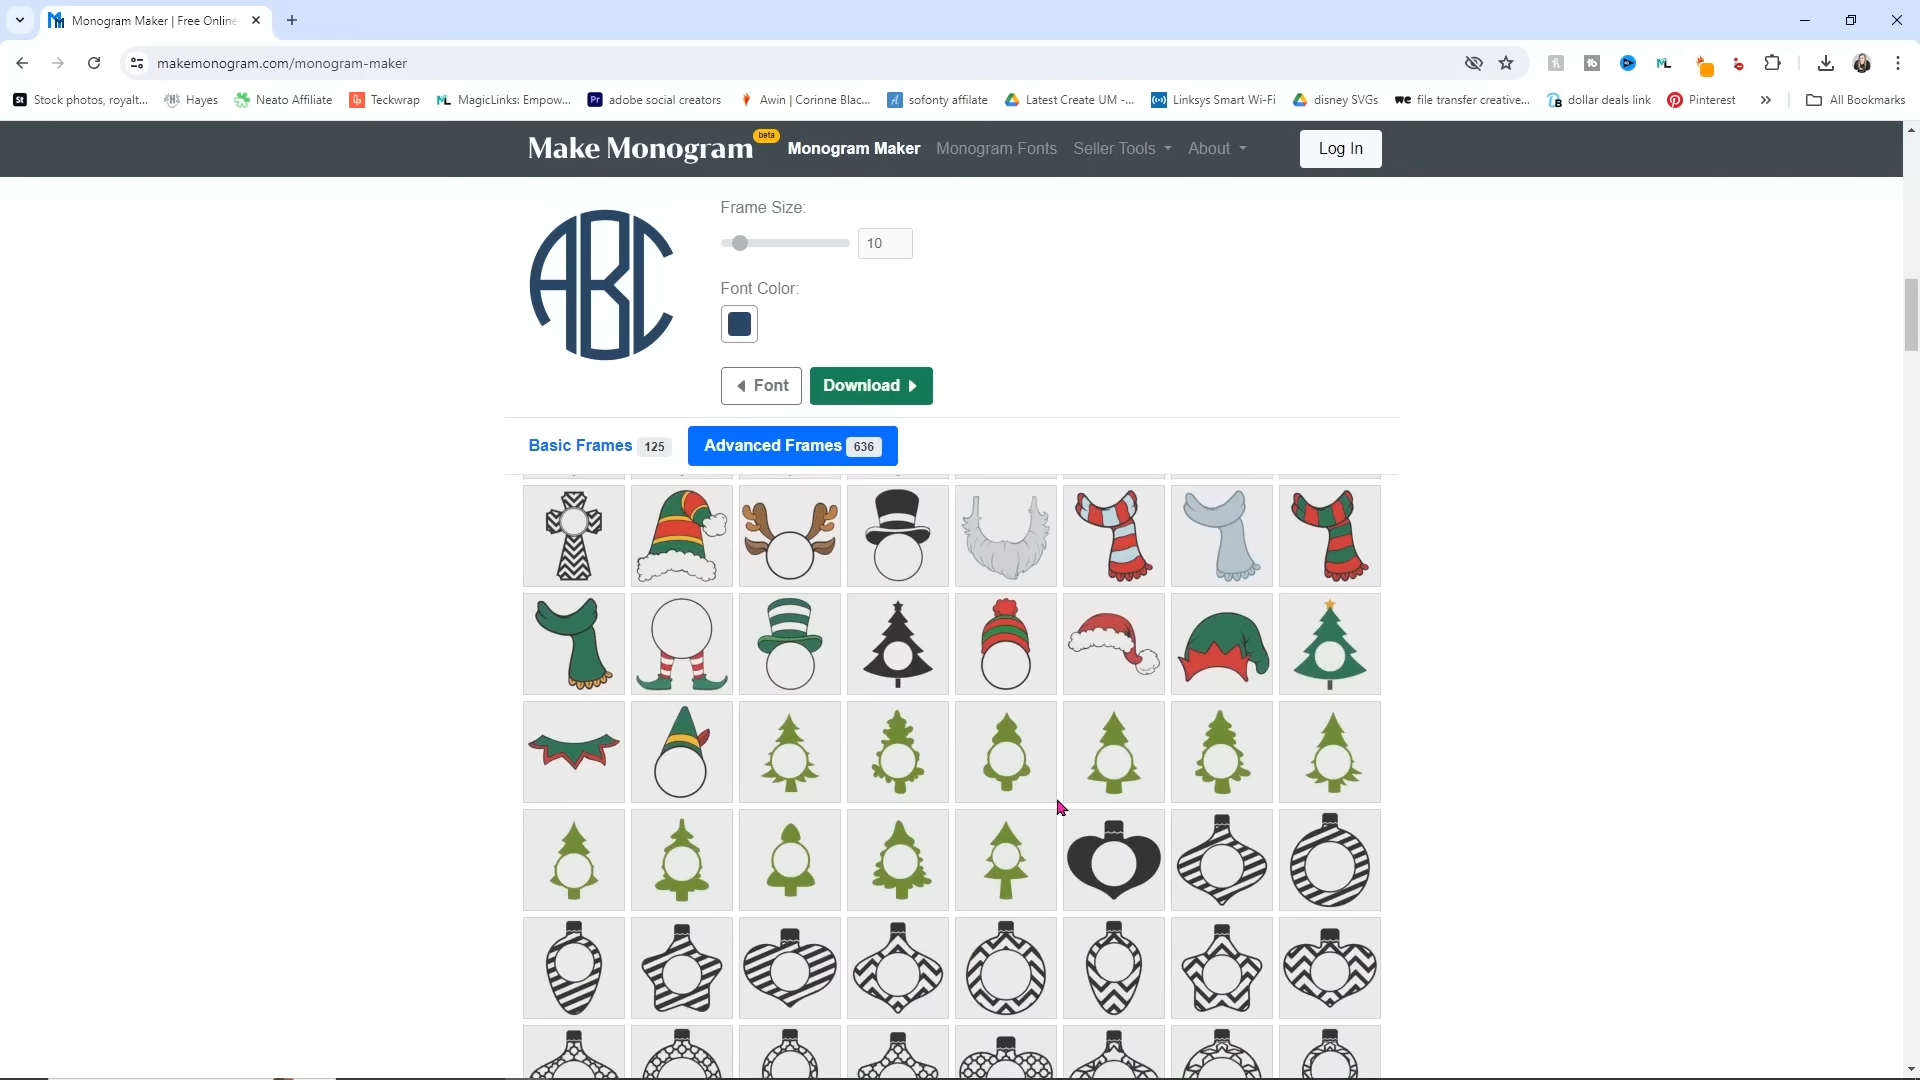 Monogram Maker | Free Online
makemonogram.com/monogram-maker
Stock photos, royalt...
Hayes
Neato Affiliate
Teckwrap
MagicLinks: Empow...
adobe social creators
Awin | Corinne Blac...
sofonty affilate
Latest Create UM -...
Linksys Smart Wi-Fi
disney SVGs
file transfer creative...
dollar deals link
Pinterest
All Bookmarks
Make Monogram beta
Monogram Maker
Monogram Fonts
Seller Tools
About
Log In
ABC
Frame Size:
10
Font Color:
Font
Download
Basic Frames 125
Advanced Frames 636